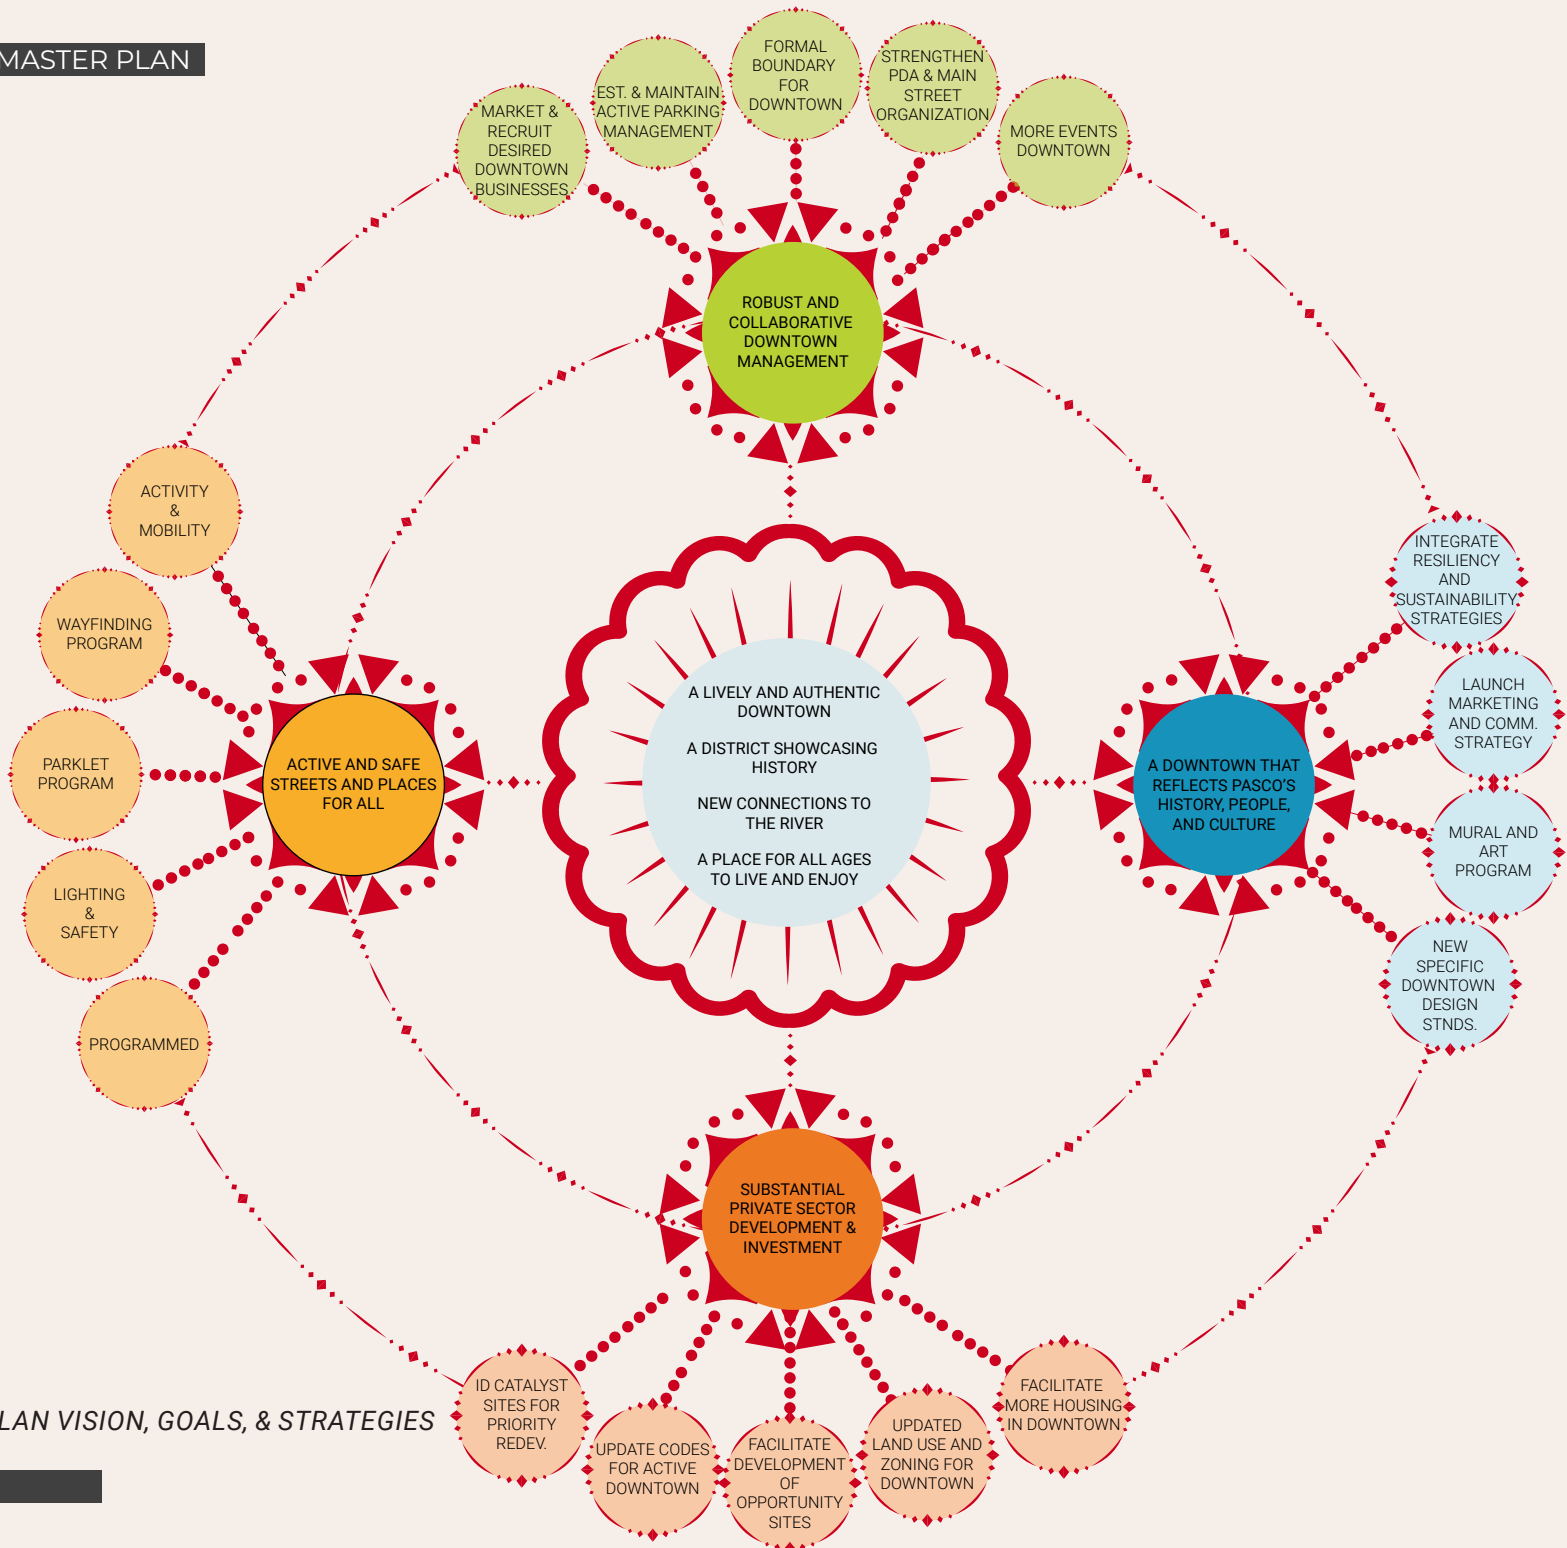 MASTER PLAN
MARKET &
RECRUIT
DESIRED
DOWNTOWN
BUSINESSES
EST. & MAINTAIN
ACTIVE PARKING
MANAGEMENT
FORMAL
BOUNDARY
FOR
DOWNTOWN
STRENGTHEN
PDA & MAIN
STREET
ORGANIZATION
MORE EVENTS
DOWNTOWN
ROBUST AND
COLLABORATIVE
DOWNTOWN
MANAGEMENT
ACTIVITY
&
MOBILITY
WAYFINDING
PROGRAM
PARKLET
PROGRAM
LIGHTING
&
SAFETY
PROGRAMMED
ACTIVE AND SAFE
STREETS AND PLACES
FOR ALL
A LIVELY AND AUTHENTIC
DOWNTOWN
A DISTRICT SHOWCASING
HISTORY
NEW CONNECTIONS TO
THE RIVER
A PLACE FOR ALL AGES
TO LIVE AND ENJOY
A DOWNTOWN THAT
REFLECTS PASCO'S
HISTORY, PEOPLE,
AND CULTURE
INTEGRATE
RESILIENCY
AND
SUSTAINABILITY
STRATEGIES
LAUNCH
MARKETING
AND COMM.
STRATEGY
MURAL AND
ART
PROGRAM
NEW
SPECIFIC
DOWNTOWN
DESIGN
STNDS.
SUBSTANTIAL
PRIVATE SECTOR
DEVELOPMENT &
INVESTMENT
ID CATALYST
SITES FOR
PRIORITY
REDEV.
UPDATE CODES
FOR ACTIVE
DOWNTOWN
FACILITATE
DEVELOPMENT
OF
OPPORTUNITY
SITES
UPDATED
LAND USE AND
ZONING FOR
DOWNTOWN
FACILITATE
MORE HOUSING
IN DOWNTOWN
LAN VISION, GOALS, & STRATEGIES